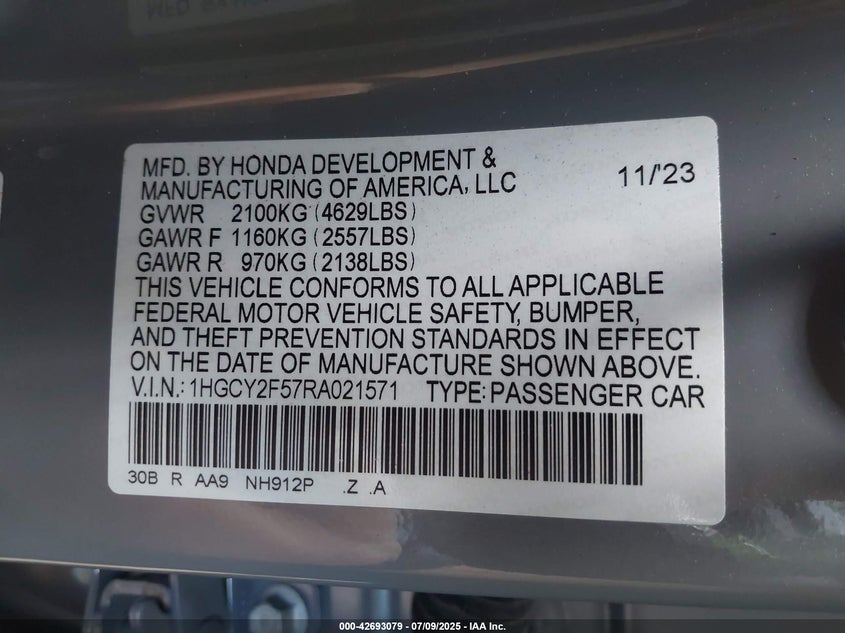 MFD. BY HONDA DEVELOPMENT &
MANUFACTURING OF AMERICA, LLC 11/'23
GVWR 2100KG (4629LBS)
GAWR F 1160KG (2557LBS)
GAWR R 970KG (2138LBS)
THIS VEHICLE CONFORMS TO ALL APPLICABLE
FEDERAL MOTOR VEHICLE SAFETY, BUMPER,
AND THEFT PREVENTION STANDARDS IN EFFECT
ON THE DATE OF MANUFACTURE SHOWN ABOVE.
V.I.N.: 1HGCY2F57RA021571 TYPE: PASSENGER CAR
30B R AA9 NH912P .Z .A
000-42693079 - 07/09/2025 - IAA Inc.